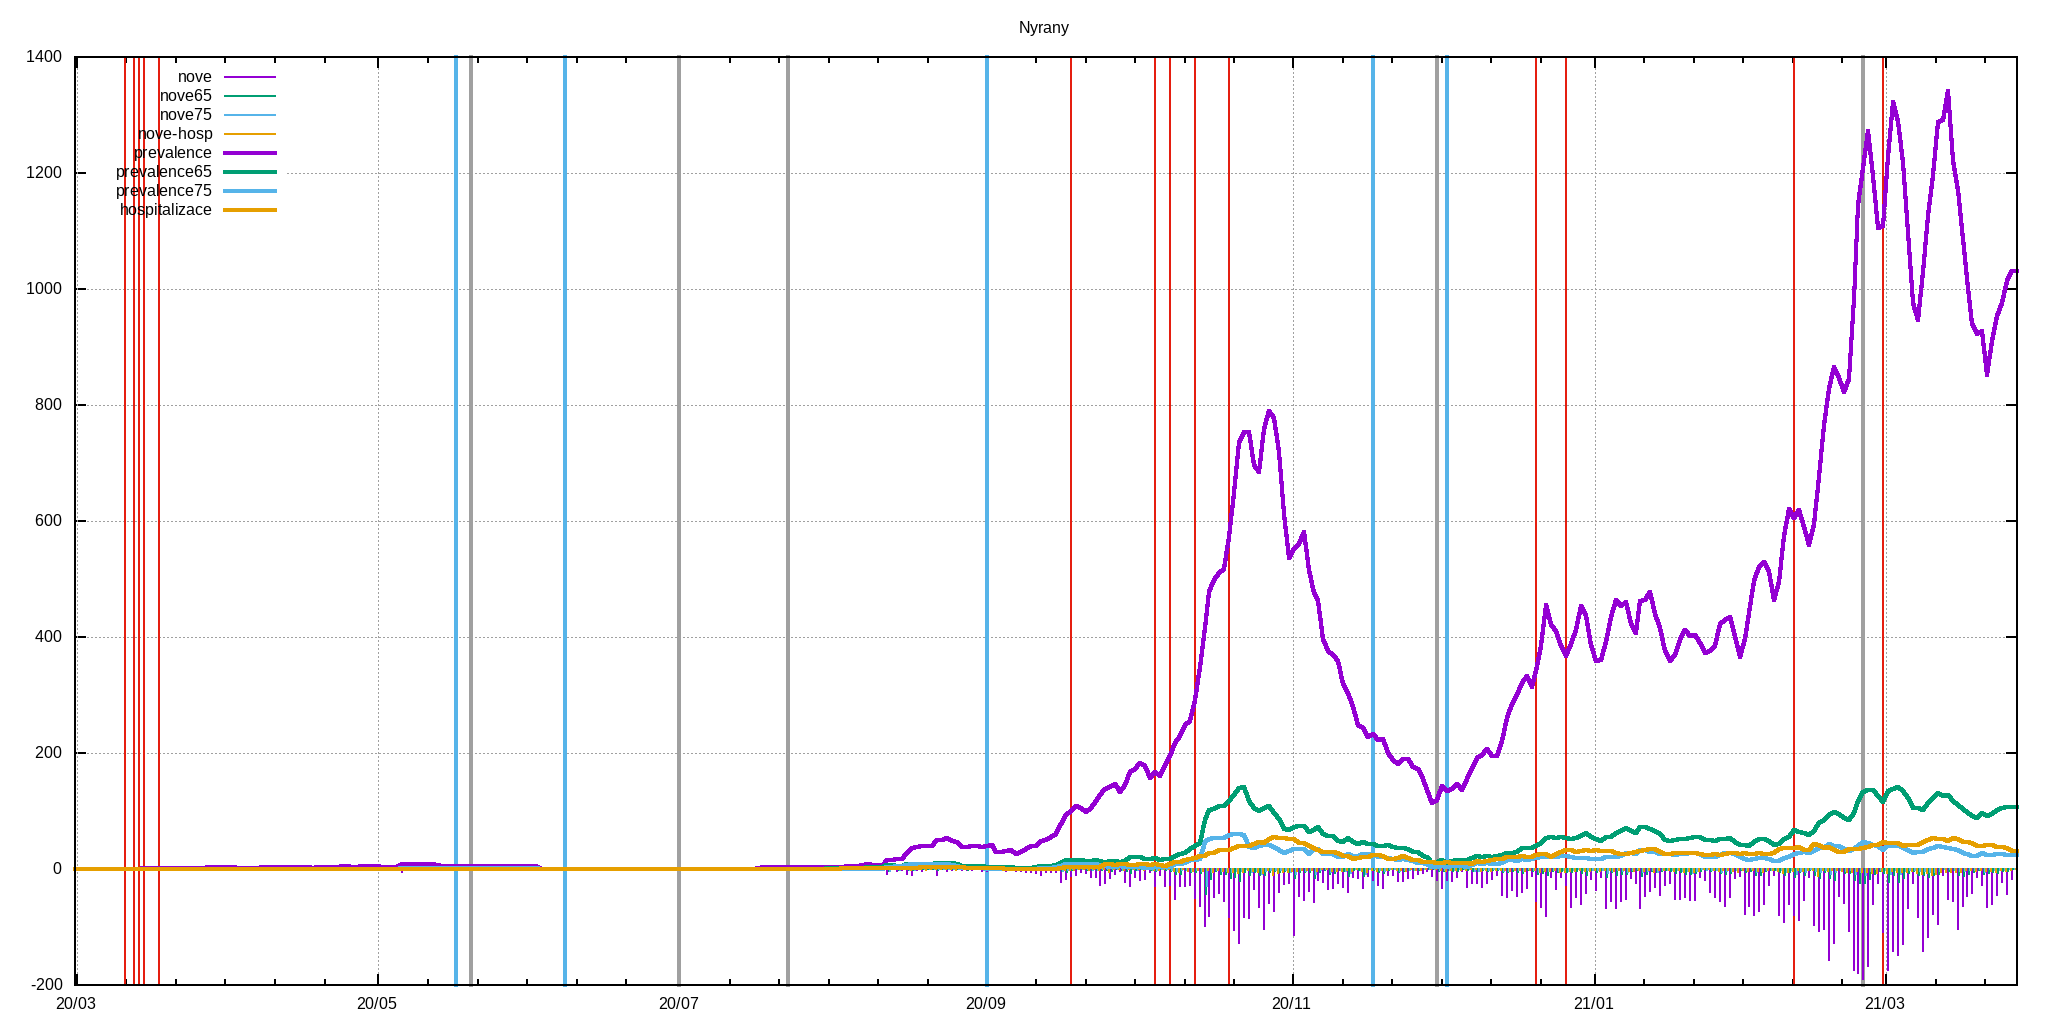 Nyrany
1400
1200
1000
800
600
400
200
0
-200
nove
nove65
nove75
nove-hosp
prevalence
prevalence65
prevalence75
hospitalizace
20/03 20/05 20/07 20/09 20/11 21/01 21/03